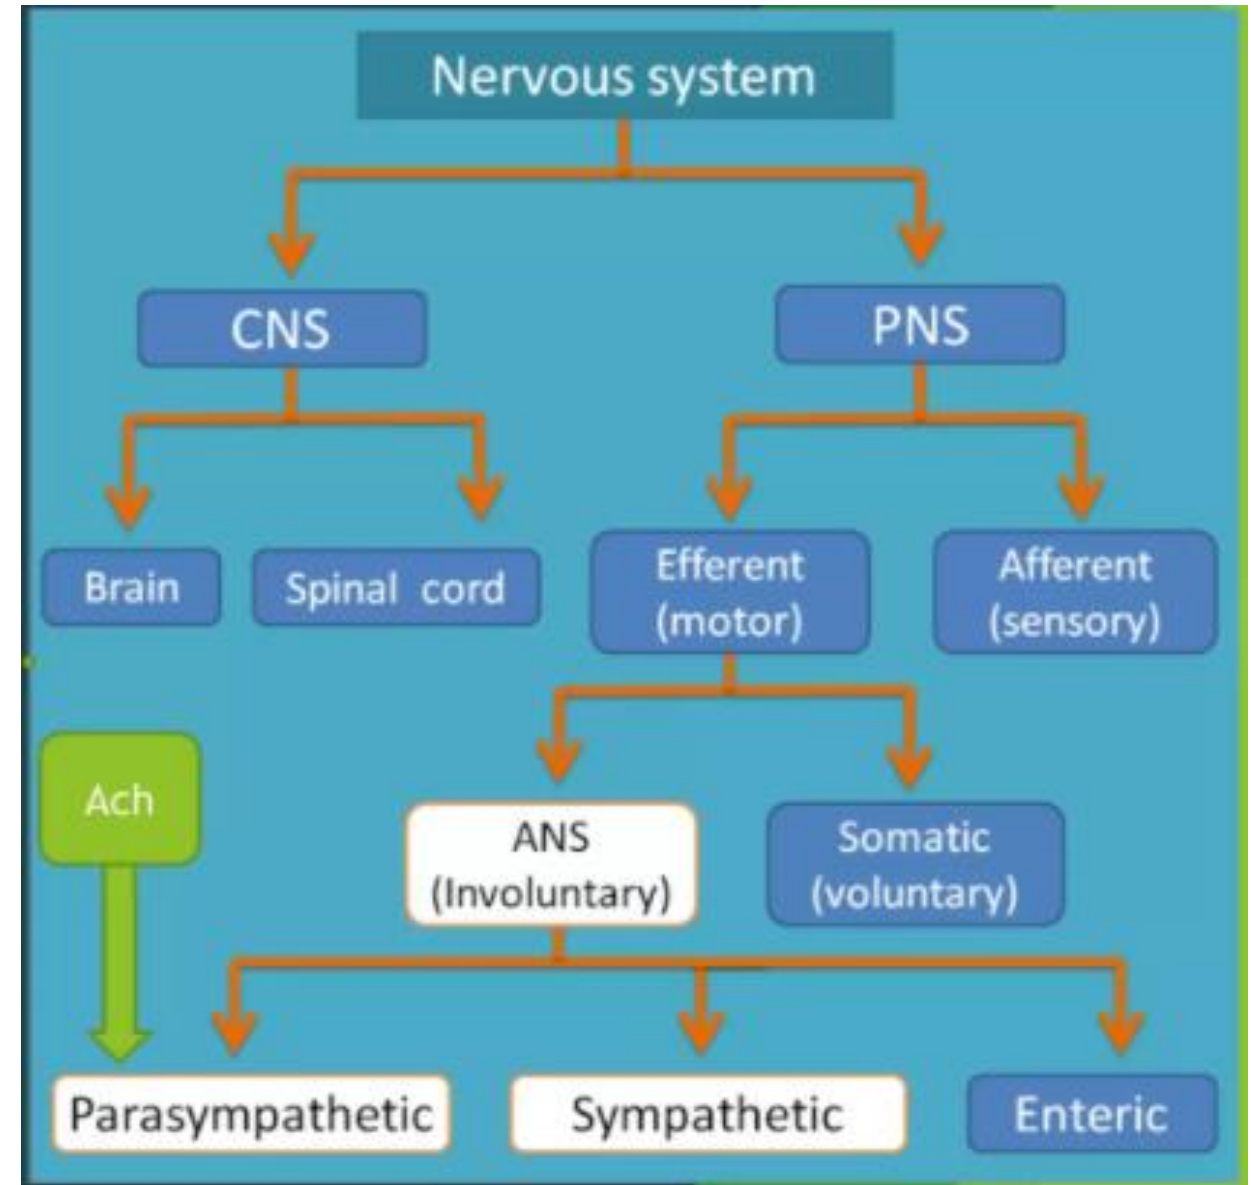 Nervous system
CNS
PNS
Brain
Spinal cord
Efferent
(motor)
Afferent
(sensory)
Ach
ANS
(Involuntary)
Somatic
(voluntary)
Parasympathetic
Sympathetic
Enteric